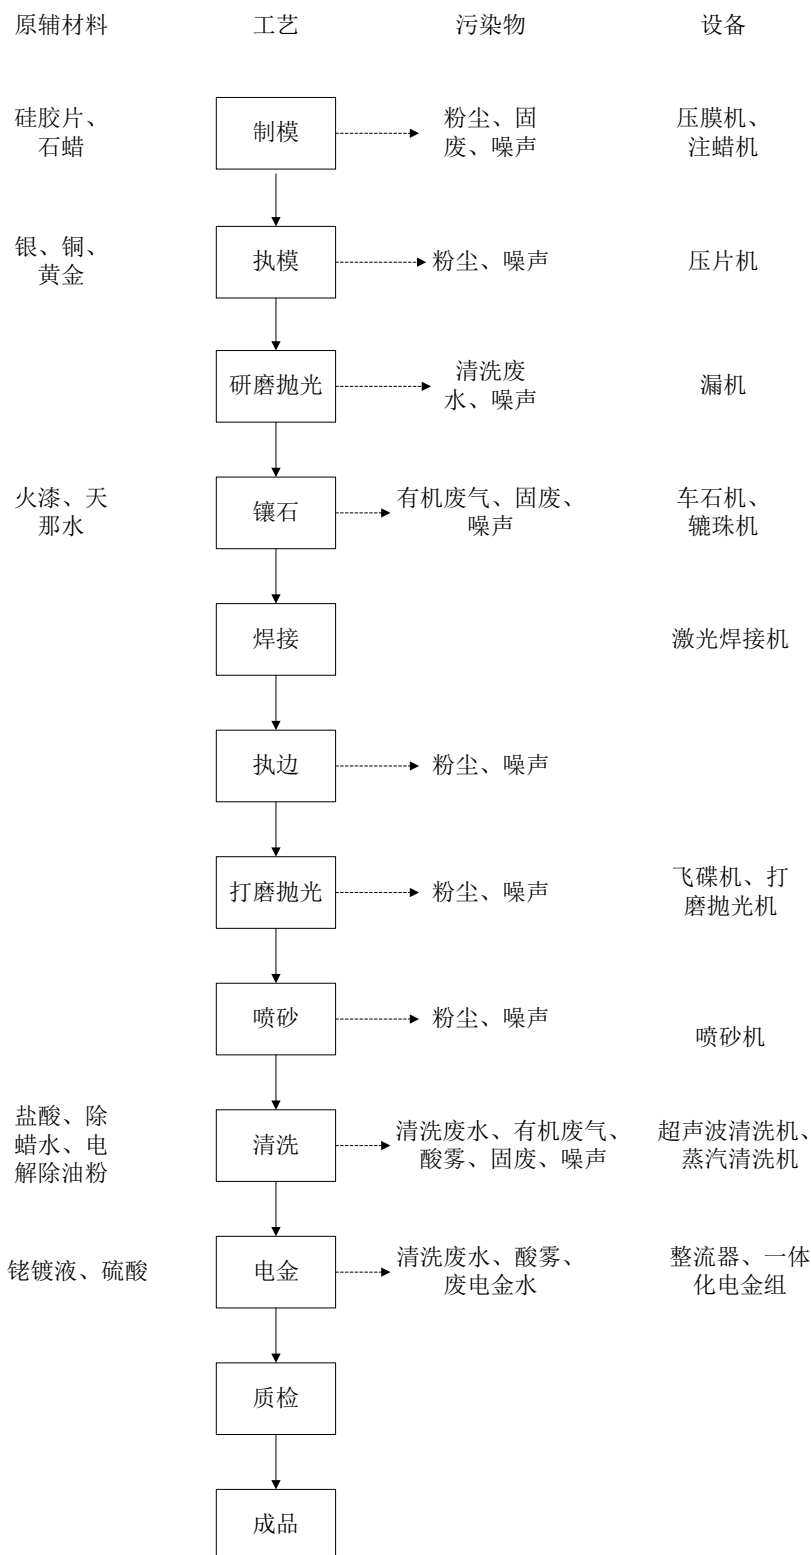 原辅材料 工艺 污染物 设备
硅胶片、
石蜡
制模
粉尘、固
废、噪声
压膜机、
注蜡机
银、铜、
黄金
执模
粉尘、噪声
压片机
研磨抛光
清洗废
水、噪声
漏机
火漆、天
那水
镶石
有机废气、固废、
噪声
车石机、
辘珠机
焊接
激光焊接机
执边
粉尘、噪声
打磨抛光
粉尘、噪声
飞碟机、打
磨抛光机
喷砂
粉尘、噪声
喷砂机
盐酸、除
蜡水、电
解除油粉
清洗
清洗废水、有机废气、
酸雾、固废、噪声
超声波清洗机、
蒸汽清洗机
铑镀液、硫酸
电金
清洗废水、酸雾、
废电金水
整流器、一体
化电金组
质检
成品